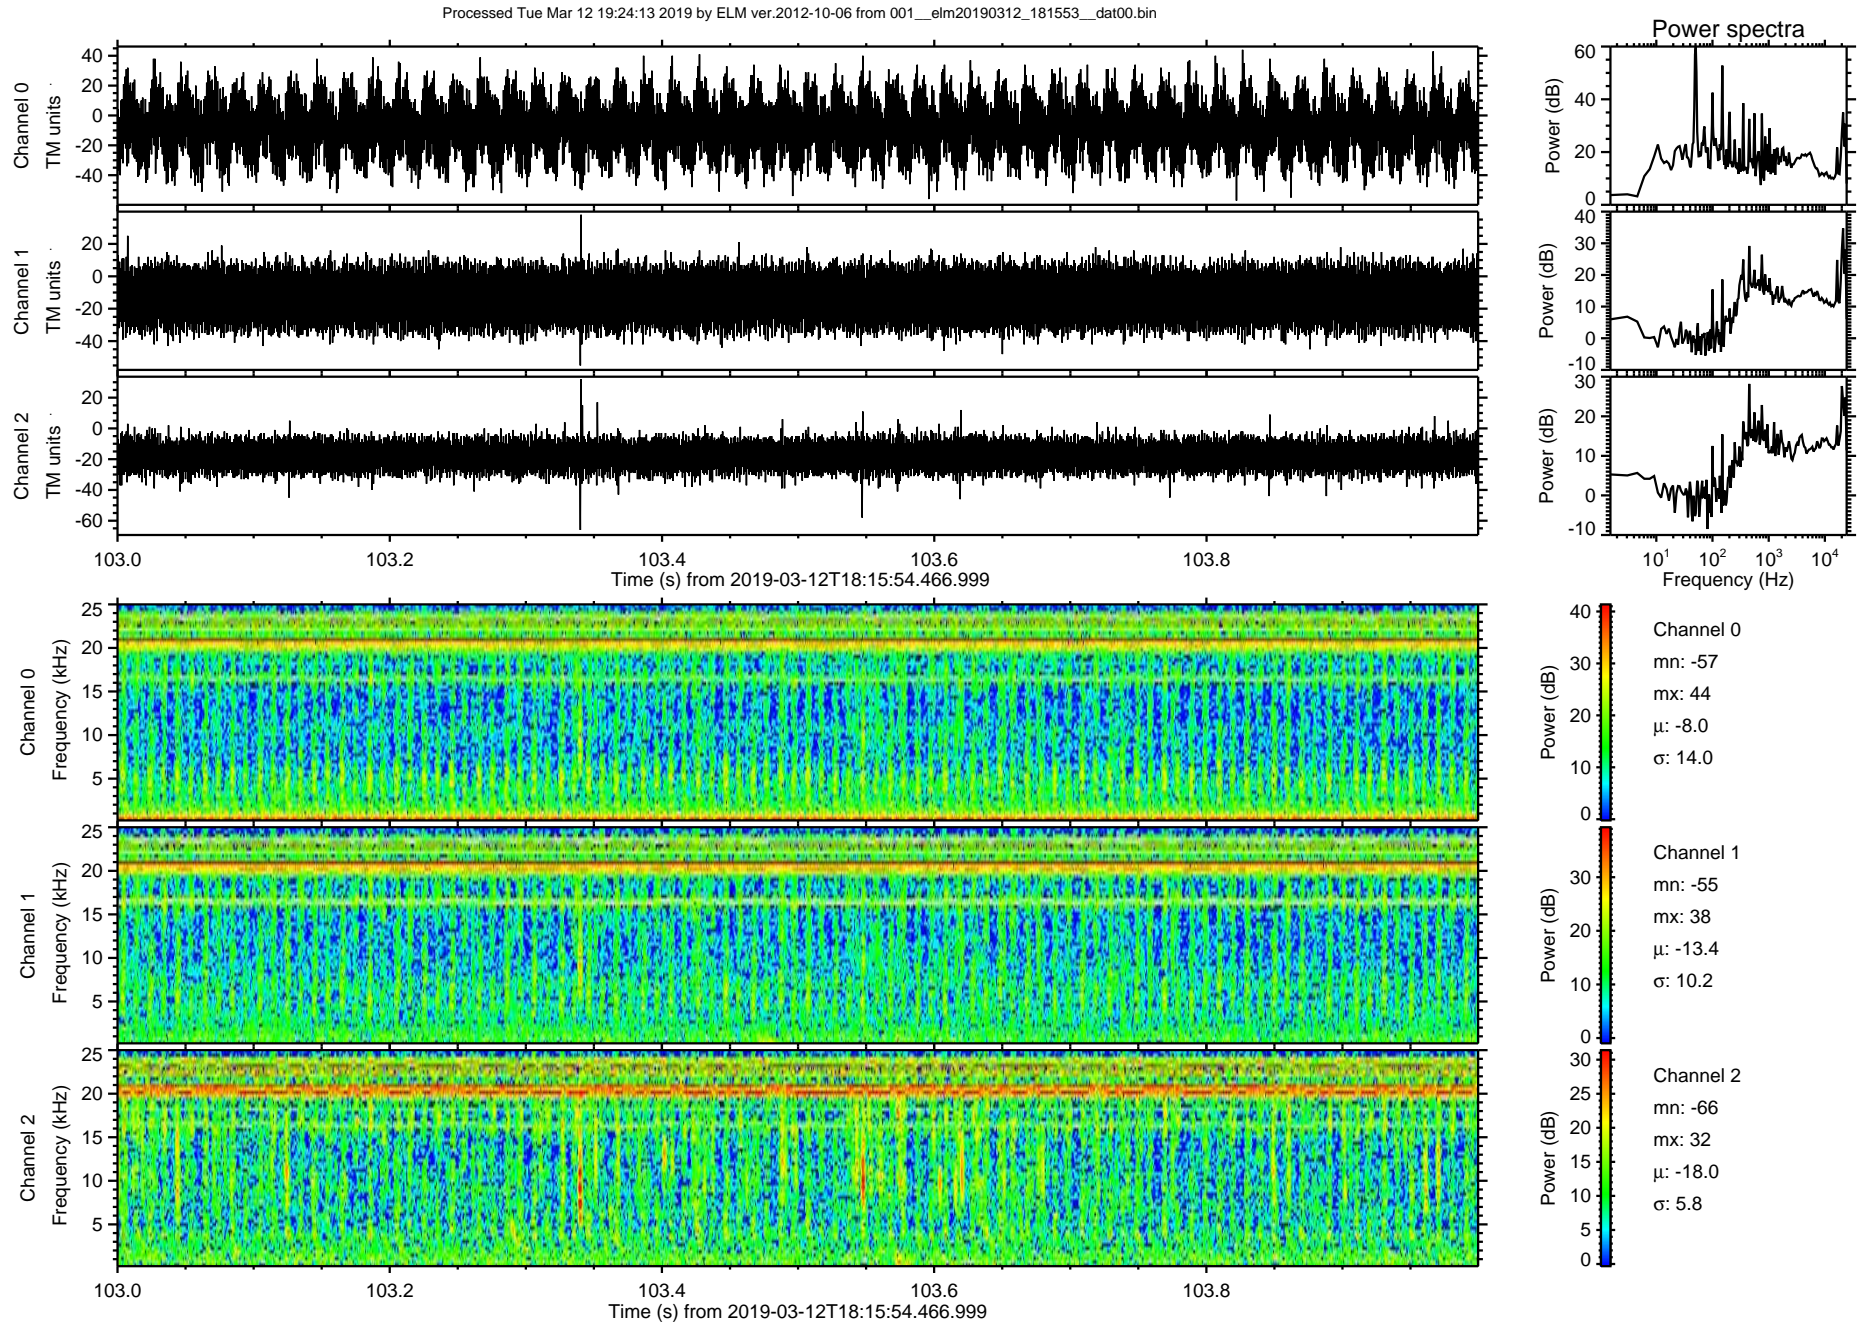 Processed Tue Mar 12 19:24:13 2019 by ELM ver.2012-10-06 from 001__elm20190312_181553__dat00.bin
Power spectra
Channel 0
TM units
40
20
0
-20
-40
Power (dB)
60
40
20
0
Channel 1
TM units
20
0
-20
-40
Power (dB)
40
30
20
10
0
-10
Channel 2
TM units
20
0
-20
-40
-60
Power (dB)
30
20
10
0
-10
103.0 103.2 103.4 103.6 103.8
Time (s) from 2019-03-12T18:15:54.466.999
10¹ 10² 10³ 10⁴
Frequency (Hz)
Channel 0
Frequency (kHz)
25
20
15
10
5
Power (dB)
40
30
20
10
0
Channel 0
mn: -57
mx: 44
μ: -8.0
σ: 14.0
Channel 1
Frequency (kHz)
25
20
15
10
5
Power (dB)
30
20
10
0
Channel 1
mn: -55
mx: 38
μ: -13.4
σ: 10.2
Channel 2
Frequency (kHz)
25
20
15
10
5
Power (dB)
30
25
20
15
10
5
0
Channel 2
mn: -66
mx: 32
μ: -18.0
σ: 5.8
103.0 103.2 103.4 103.6 103.8
Time (s) from 2019-03-12T18:15:54.466.999